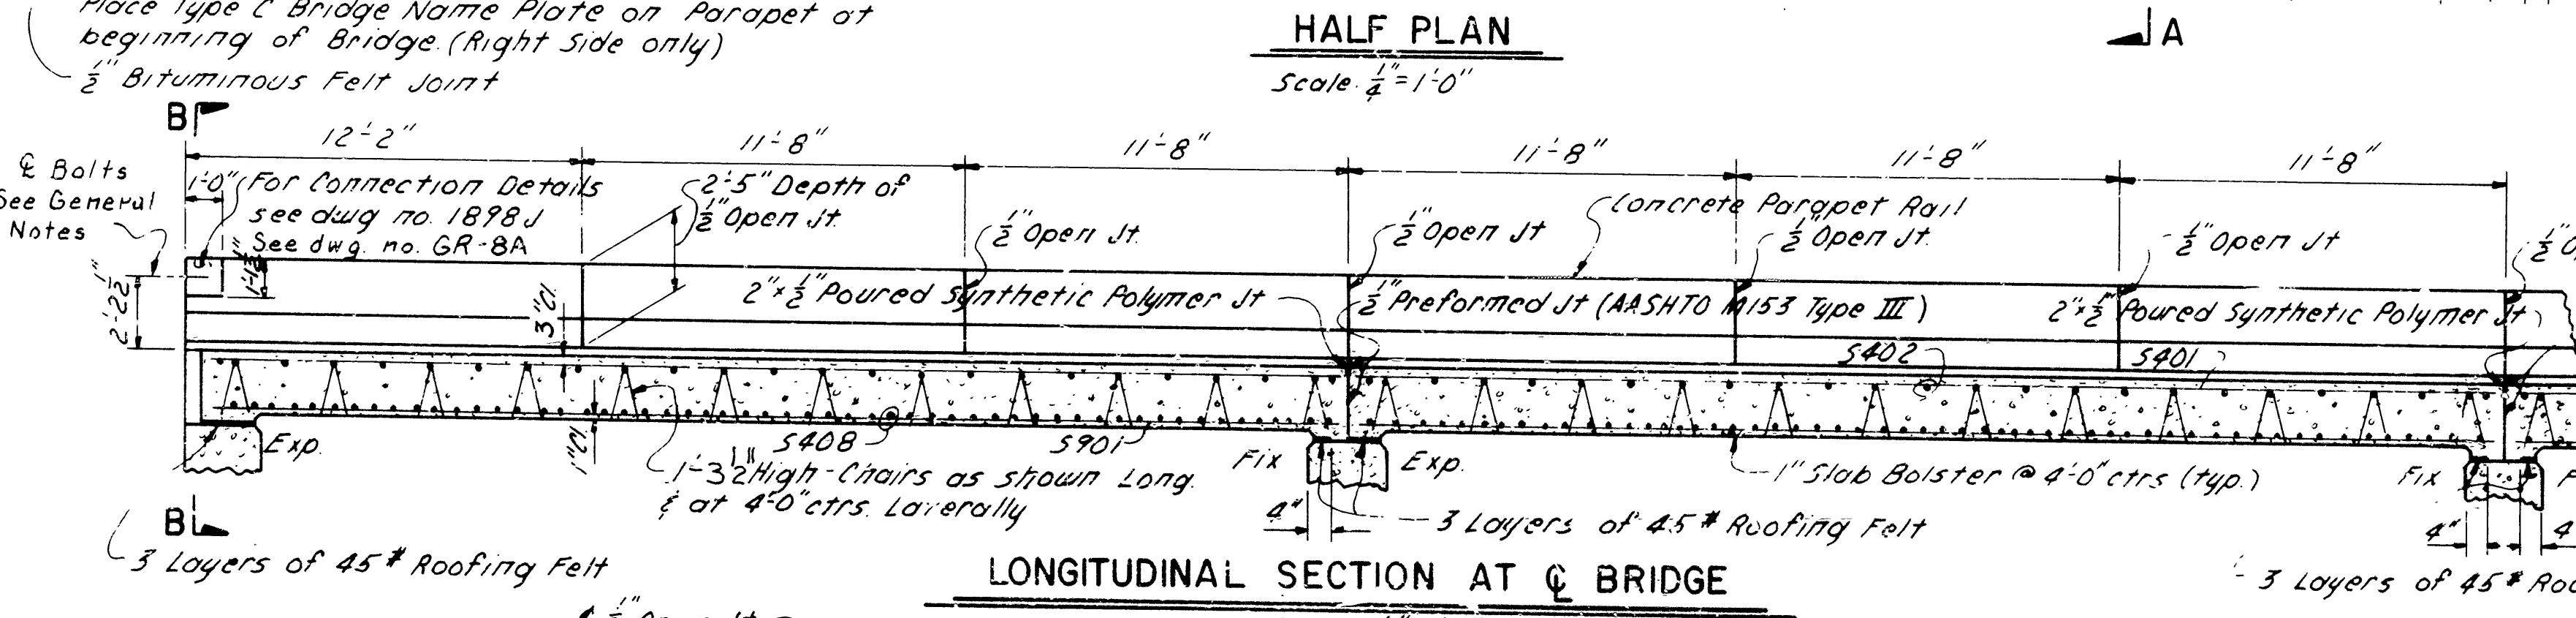 Place Type C Bridge Name Plate on Parapet at
beginning of Bridge. (Right Side only)
½" Bituminous Felt Joint
HALF PLAN
Scale ¼"=1'-0"
A
B
12'-2"
11'-8"
11'-8"
11'-8"
11'-8"
11'-8"
℄ Bolts
See General
Notes
1'-0"
For Connection Details
see dwg no. 1898J
See dwg. no. GR-8A
2'-5" Depth of
½" Open Jt.
½" Open Jt.
½" Open Jt
Concrete Parapet Rail
½" Open Jt.
½" Open Jt
½"
1'-1½"
2'-2½"
3"Cl.
2"x½" Poured Synthetic Polymer Jt
½" Preformed Jt (AASHTO M153 Type III)
2"x½" Poured Synthetic Polymer Jt
S402
S401
Exp.
1"Cl.
S408
S901
1'-3½" High-Chairs as shown Long.
& at 4'-0" ctrs. Laterally
Fix
Exp.
1" Slab Bolster @ 4'-0" ctrs (typ.)
Fix
4"
3 Layers of 45# Roofing Felt
4"
4"
B
3 Layers of 45# Roofing Felt
LONGITUDINAL SECTION AT ℄ BRIDGE
3 Layers of 45#